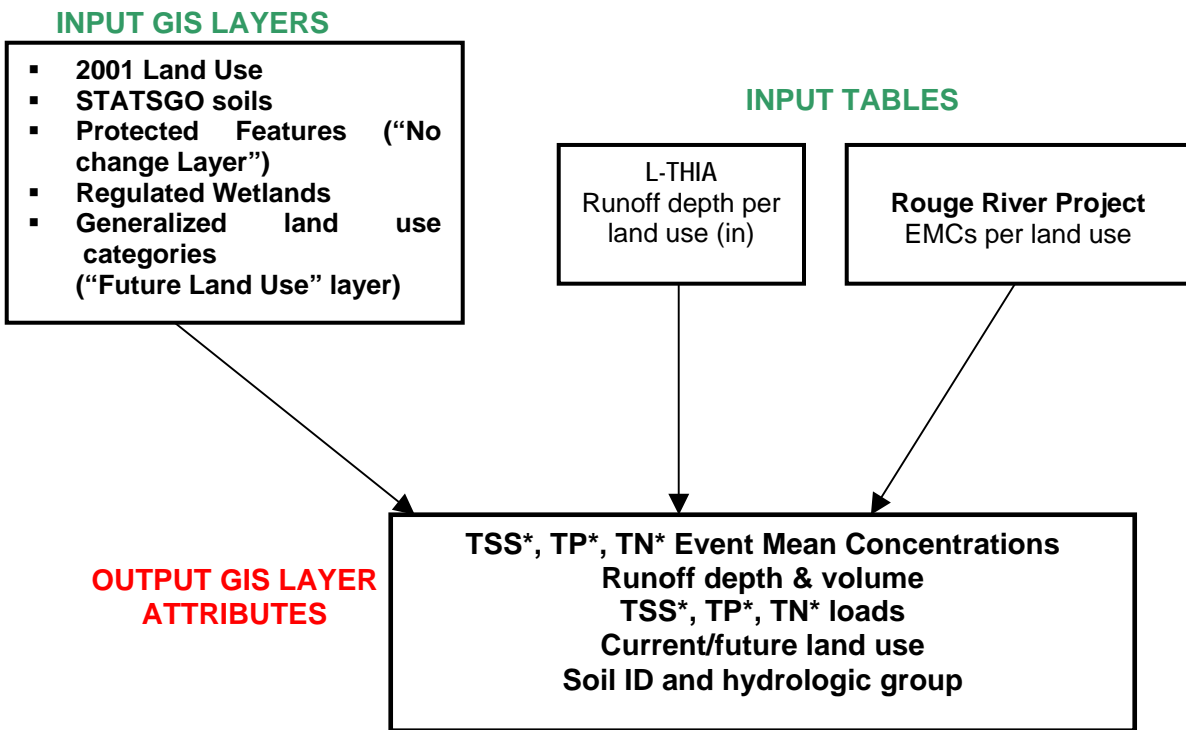 INPUT GIS LAYERS
▪ 2001 Land Use
▪ STATSGO soils
▪ Protected Features (“No
change Layer”)
▪ Regulated Wetlands
▪ Generalized land use
categories
(“Future Land Use” layer)
INPUT TABLES
L-THIA
Runoff depth per
land use (in)
Rouge River Project
EMCs per land use
OUTPUT GIS LAYER
ATTRIBUTES
TSS*, TP*, TN* Event Mean Concentrations
Runoff depth & volume
TSS*, TP*, TN* loads
Current/future land use
Soil ID and hydrologic group